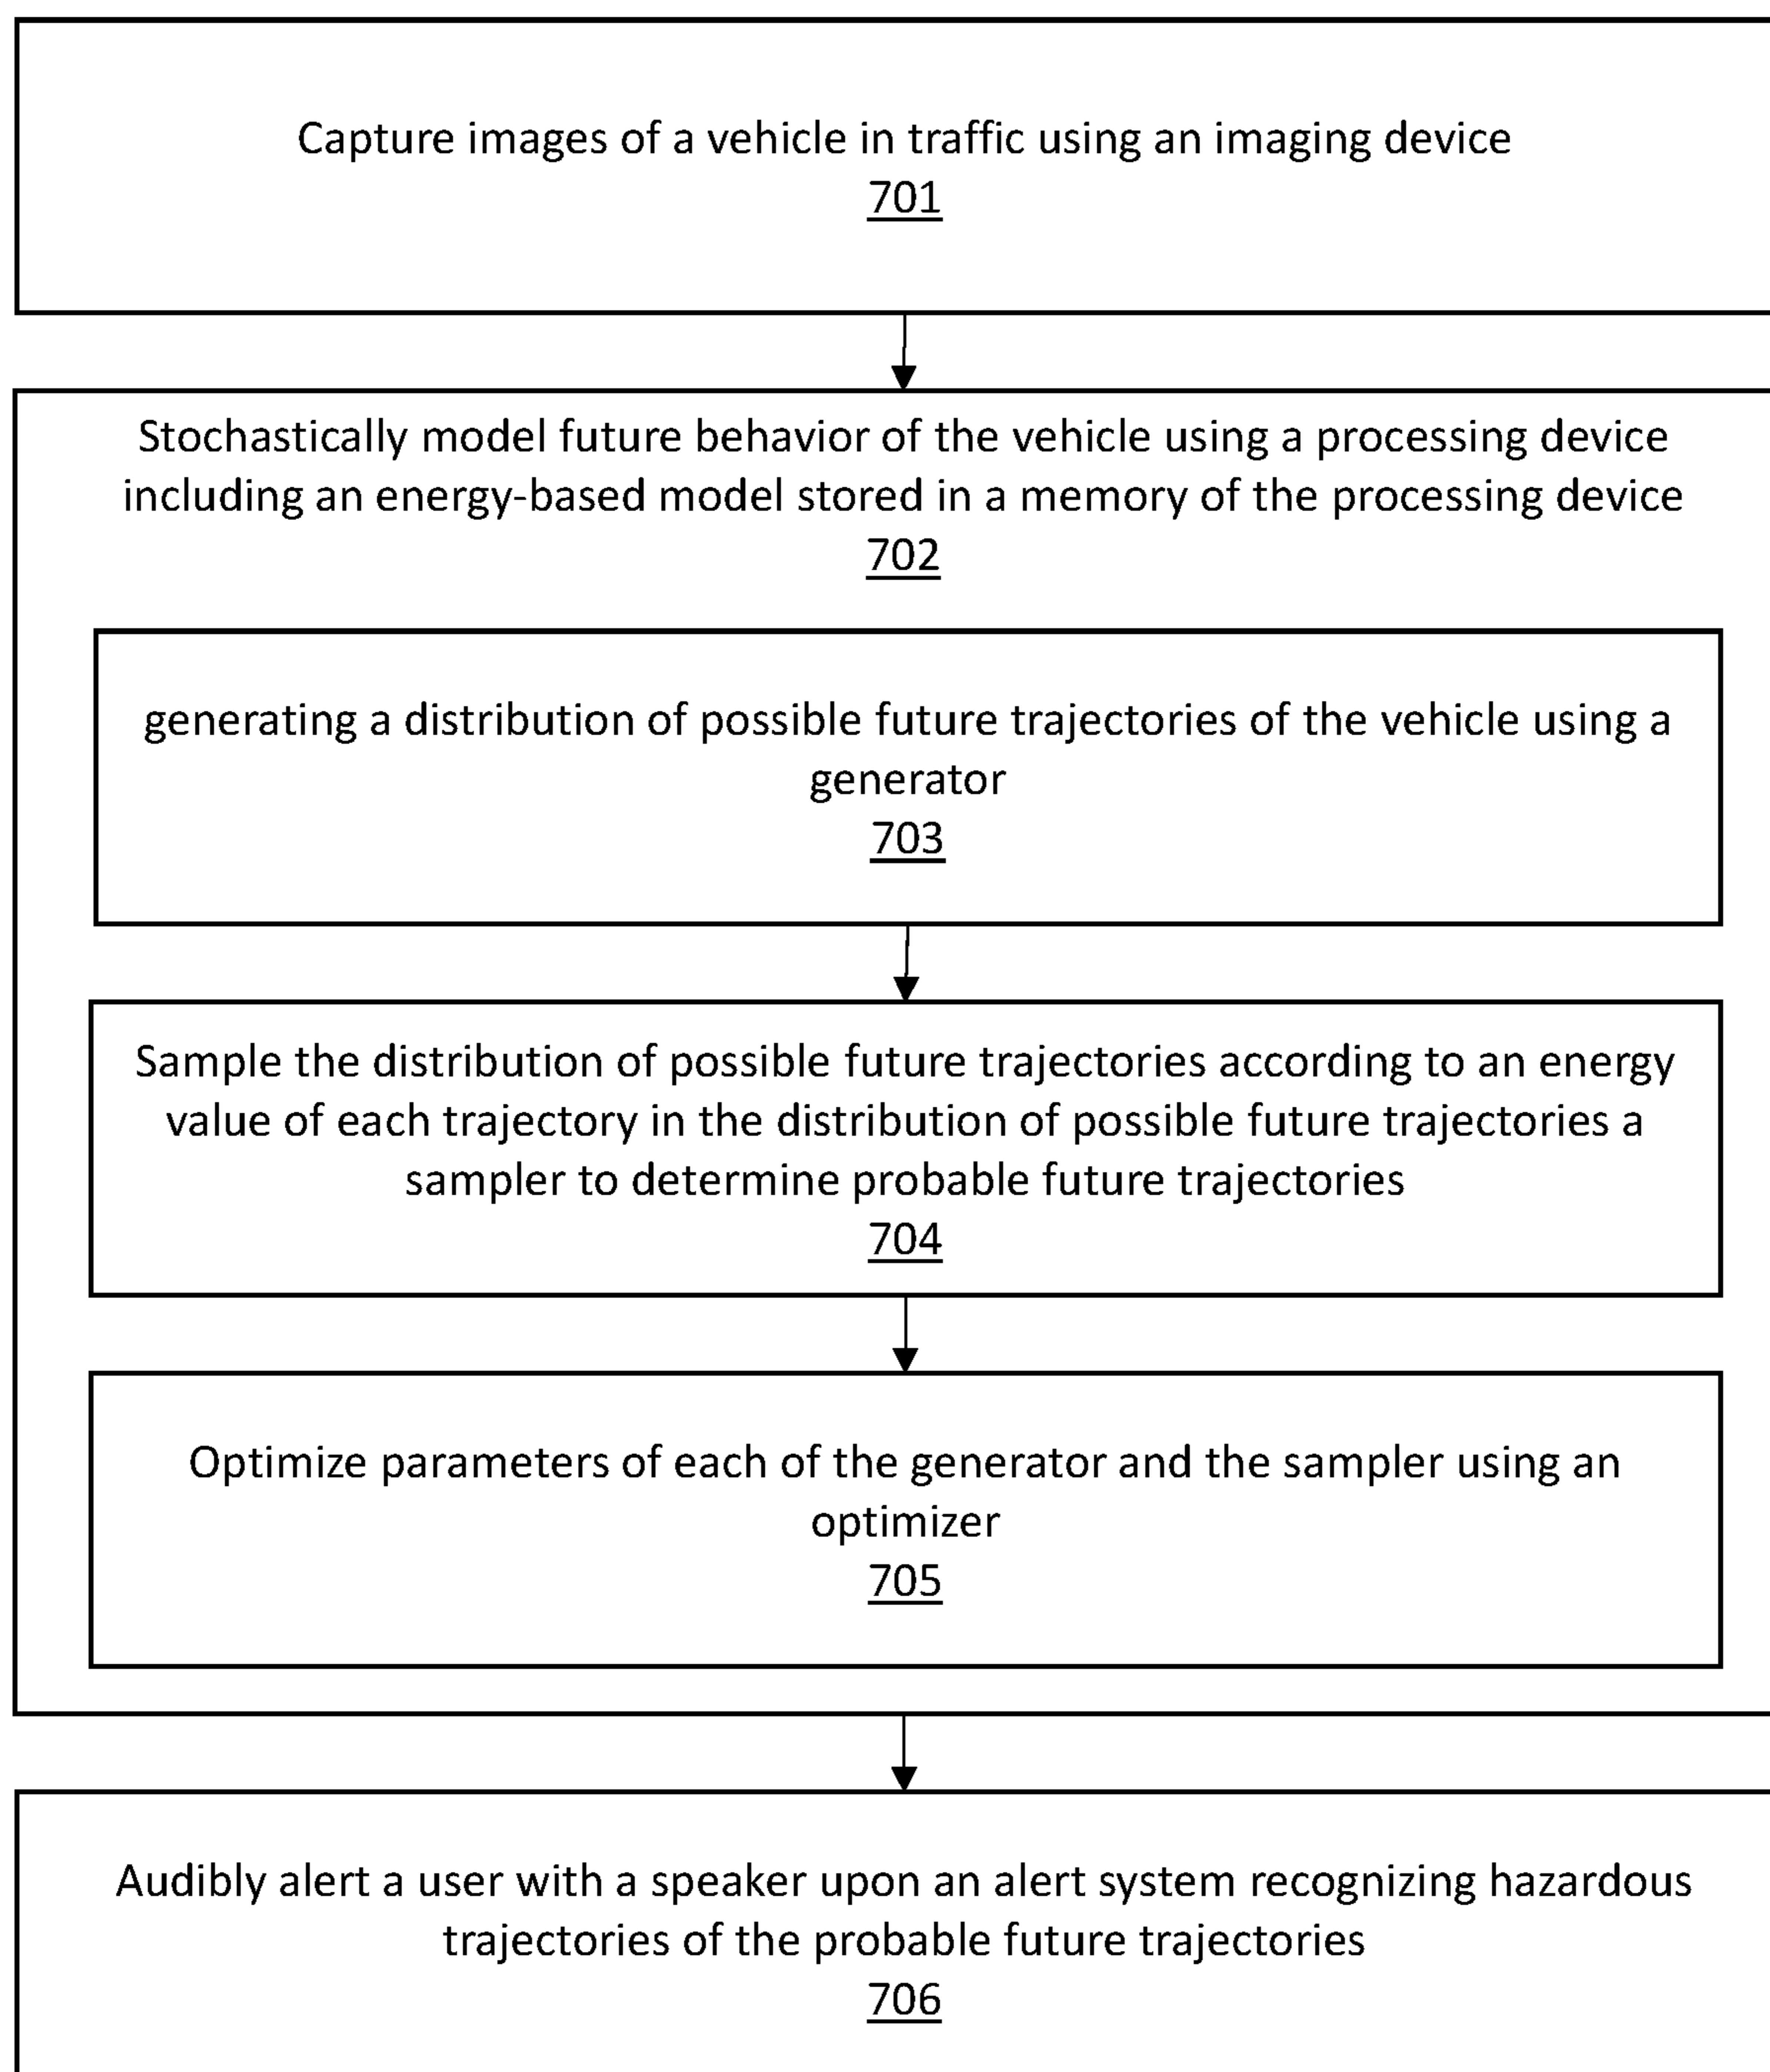 Capture images of a vehicle in traffic using an imaging device
701
Stochastically model future behavior of the vehicle using a processing device
including an energy-based model stored in a memory of the processing device
702
generating a distribution of possible future trajectories of the vehicle using a
generator
703
Sample the distribution of possible future trajectories according to an energy
value of each trajectory in the distribution of possible future trajectories a
sampler to determine probable future trajectories
704
Optimize parameters of each of the generator and the sampler using an
optimizer
705
Audibly alert a user with a speaker upon an alert system recognizing hazardous
trajectories of the probable future trajectories
706